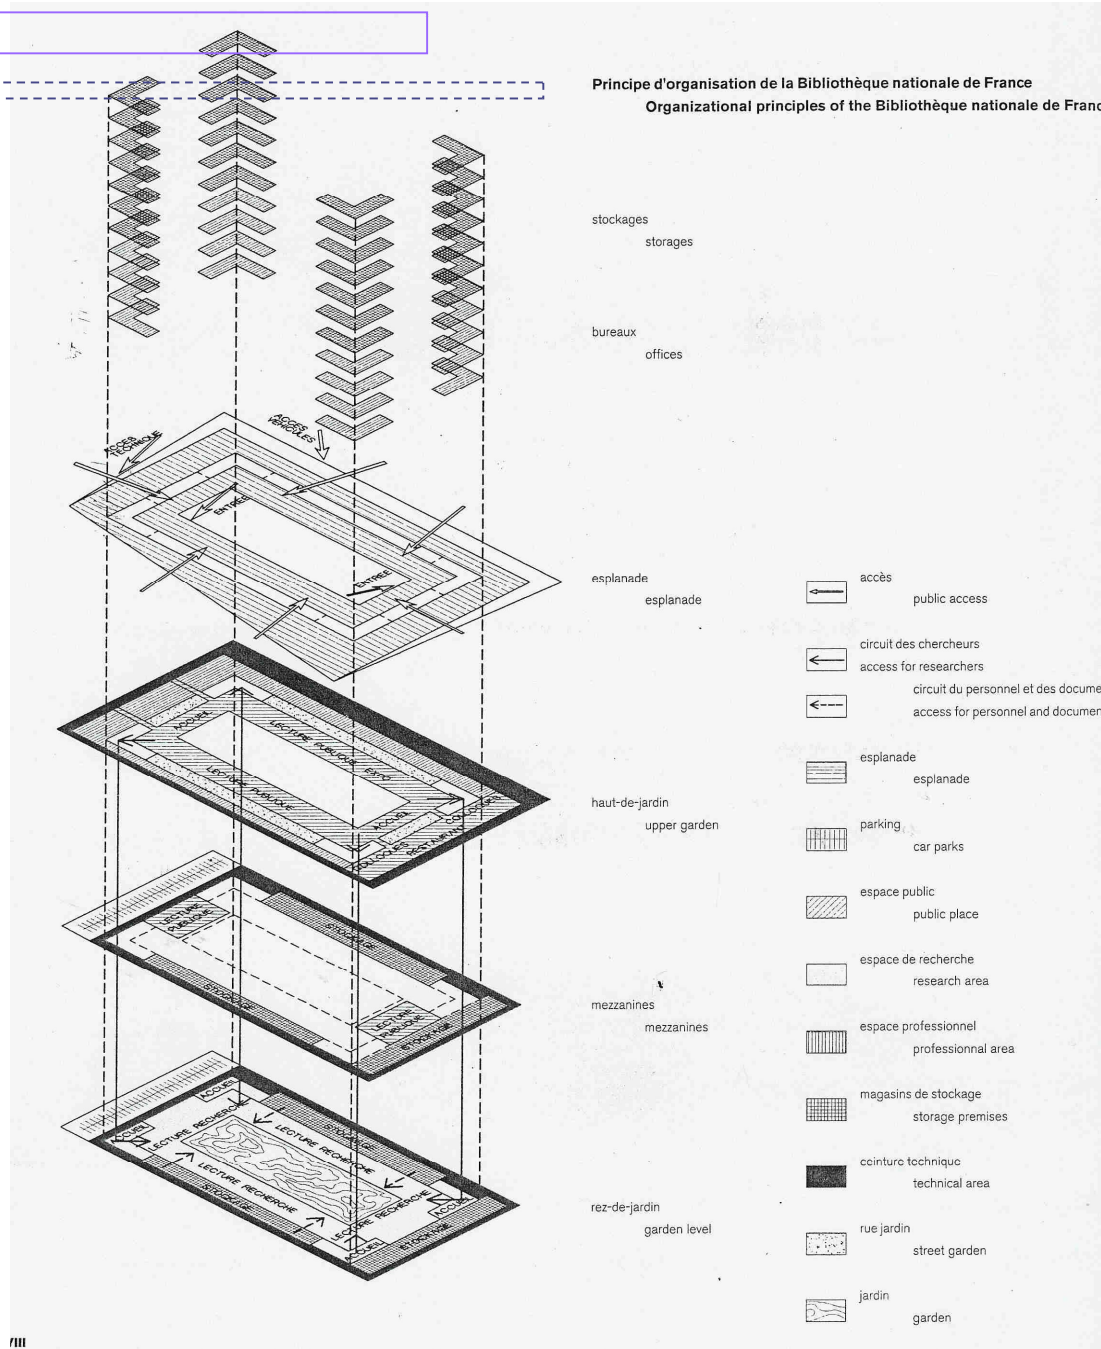 Principe d'organisation de la Bibliothèque nationale de France
Organizational principles of the Bibliothèque nationale de Franc
stockages
storages
bureaux
offices
ACCES TECHNIQUE
ACCES VEHICULES
ENTREE
ENTREE
esplanade
esplanade
accès
public access
circuit des chercheurs
access for researchers
circuit du personnel et des docume
access for personnel and documen
esplanade
esplanade
parking
car parks
espace public
public place
espace de recherche
research area
espace professionnel
professionnal area
magasins de stockage
storage premises
ceinture technique
technical area
rue jardin
street garden
jardin
garden
ACCUEIL
LECTURE PUBLIQUE EXPO
LECTURE PUBLIQUE
ACCUEIL
COLLOQUES
RESTAURANT
COLLOQUES
haut-de-jardin
upper garden
LECTURE
PUBLIQUE
STOCKAGE
STOCKAGE
LECTURE
PUBLIQUE
STOCKAGE
mezzanines
mezzanines
ACCUEIL
ACCUEIL
LECTURE RECHERCHE
STOCKAGE
LECTURE RECHERCHE
LECTURE RECHERCHE
STOCKAGE
LECTURE RECHERCHE
ACCUEIL
ACCUEIL
STOCKAGE
rez-de-jardin
garden level
VIII